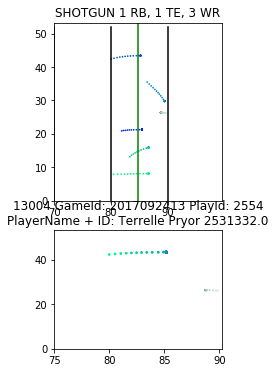 SHOTGUN 1 RB, 1 TE, 3 WR
50
40
30
20
10
0
70 80 90
13004 GameId: 2017092413 PlayId: 2554
PlayerName + ID: Terrelle Pryor 2531332.0
40
20
0
75 80 85 90